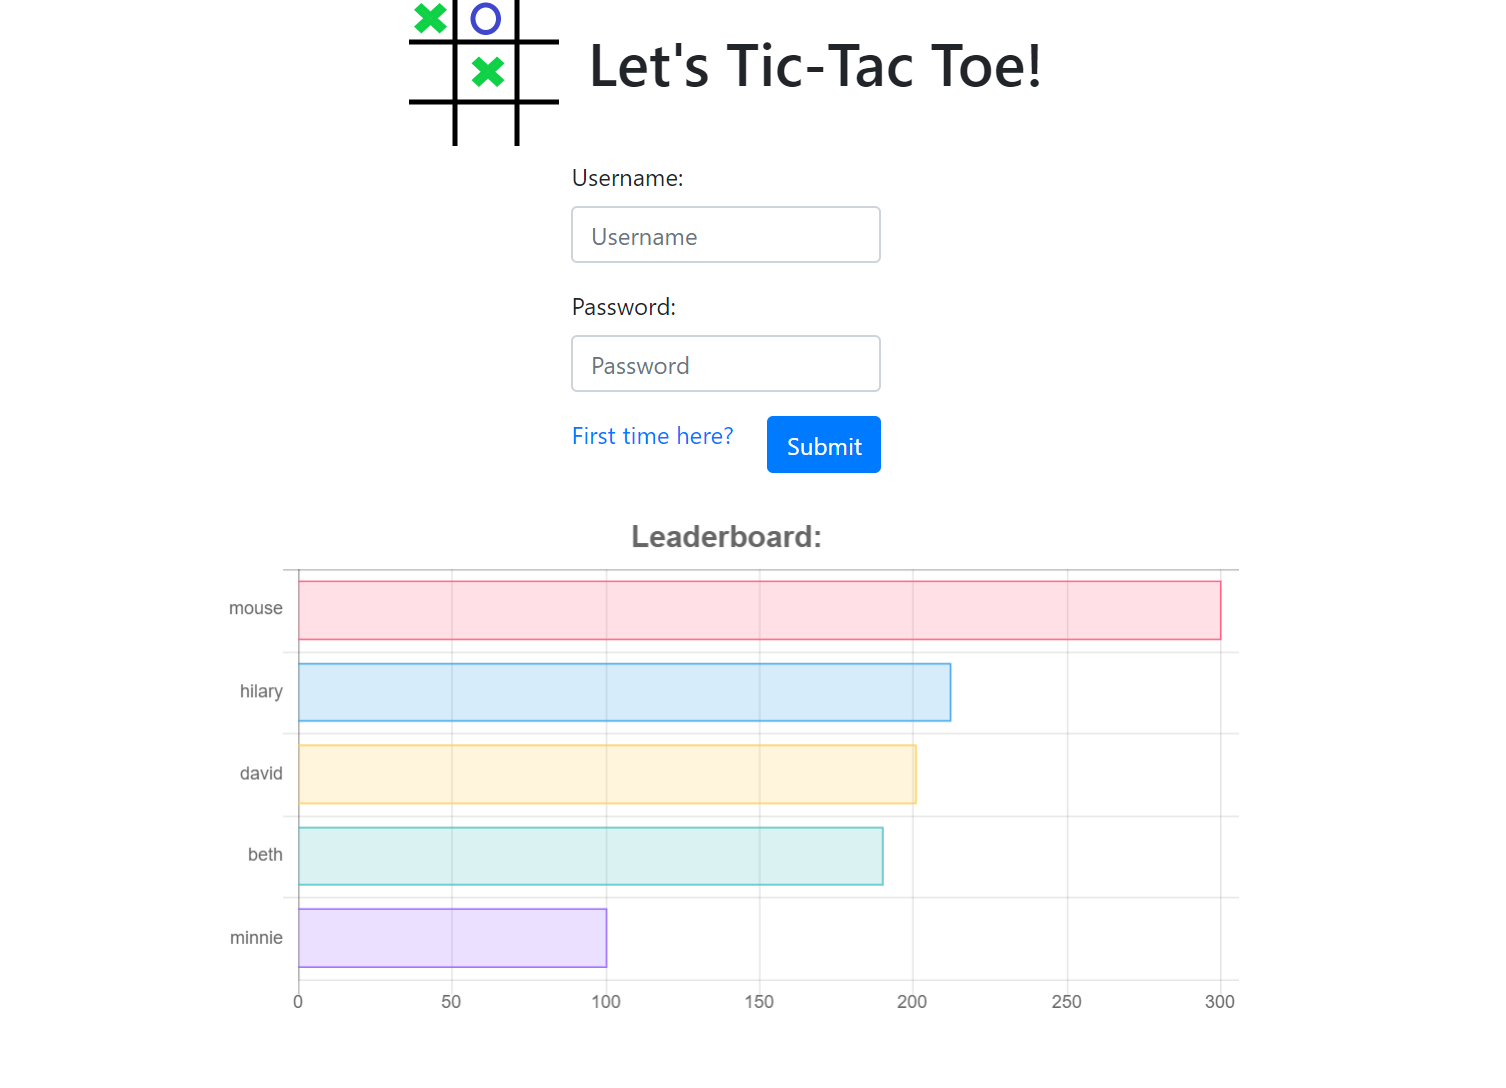 Let's Tic-Tac Toe!
Username:
Username
Password:
Password
First time here?
Submit
Leaderboard:
mouse
hilary
david
beth
minnie
0 50 100 150 200 250 300